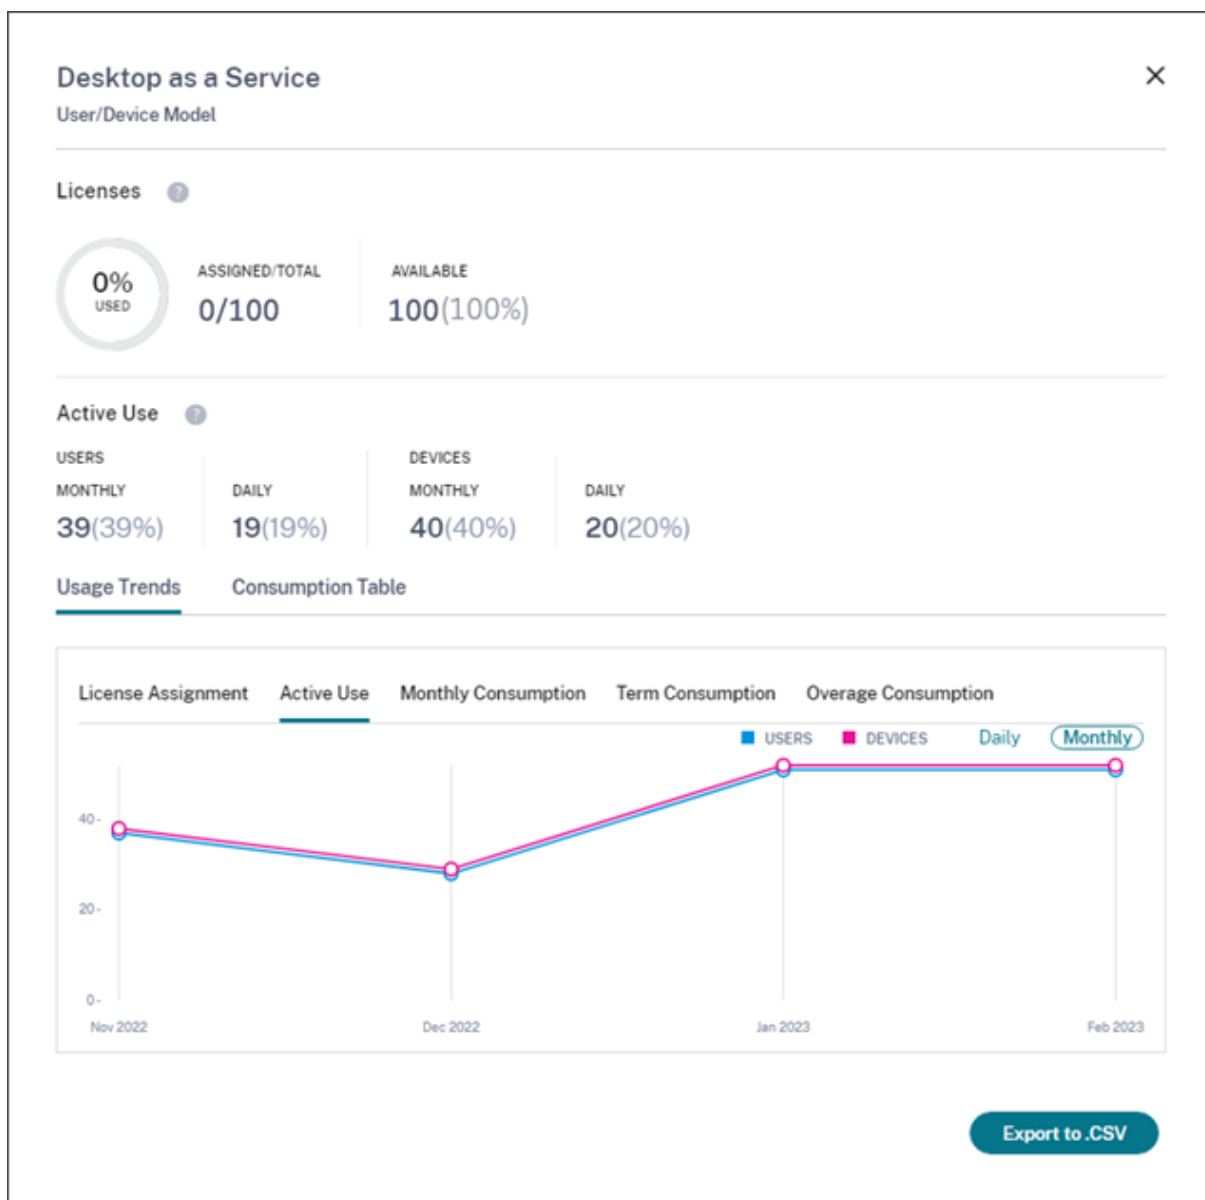 Desktop as a Service
User/Device Model
Licenses ?
0%
USED
ASSIGNED/TOTAL
0/100
AVAILABLE
100(100%)
Active Use ?
USERS
MONTHLY
39(39%)
DAILY
19(19%)
DEVICES
MONTHLY
40(40%)
DAILY
20(20%)
Usage Trends Consumption Table
License Assignment Active Use Monthly Consumption Term Consumption Overage Consumption
USERS DEVICES Daily Monthly
40
20
0
Nov 2022 Dec 2022 Jan 2023 Feb 2023
Export to .CSV